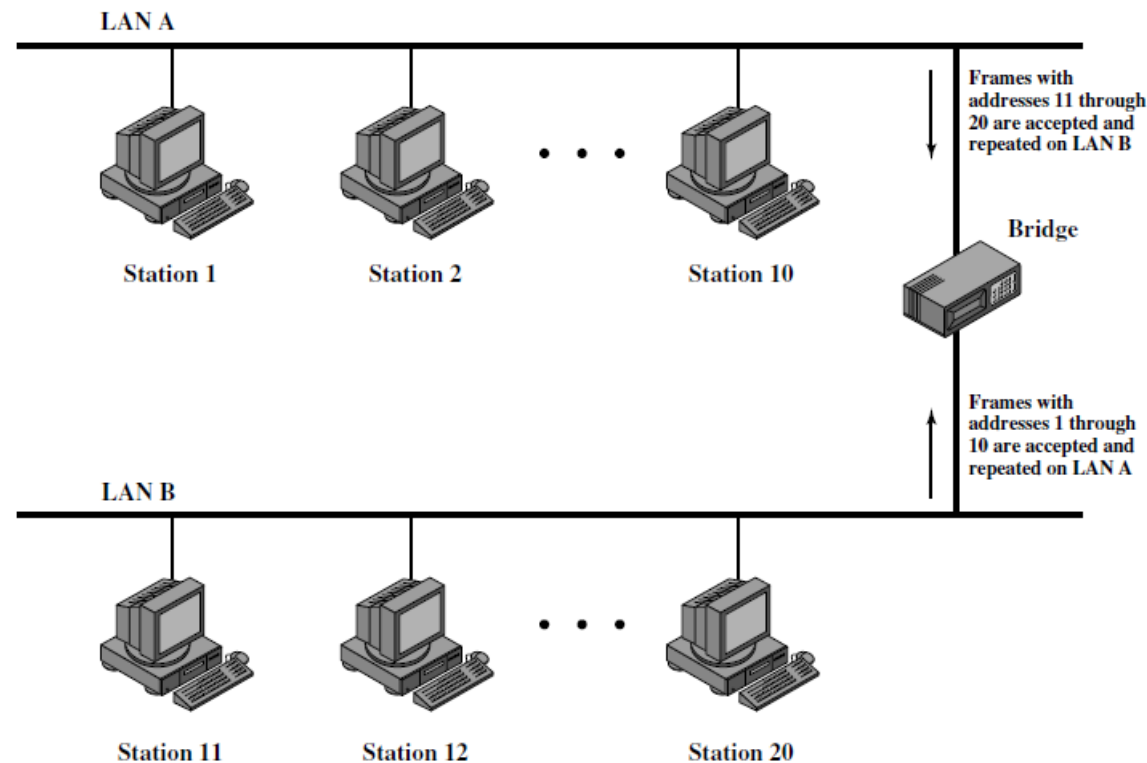 LAN A
Frames with
addresses 11 through
20 are accepted and
repeated on LAN B
Bridge
Station 1
Station 2
Station 10
Frames with
addresses 1 through
10 are accepted and
repeated on LAN A
LAN B
Station 11
Station 12
Station 20